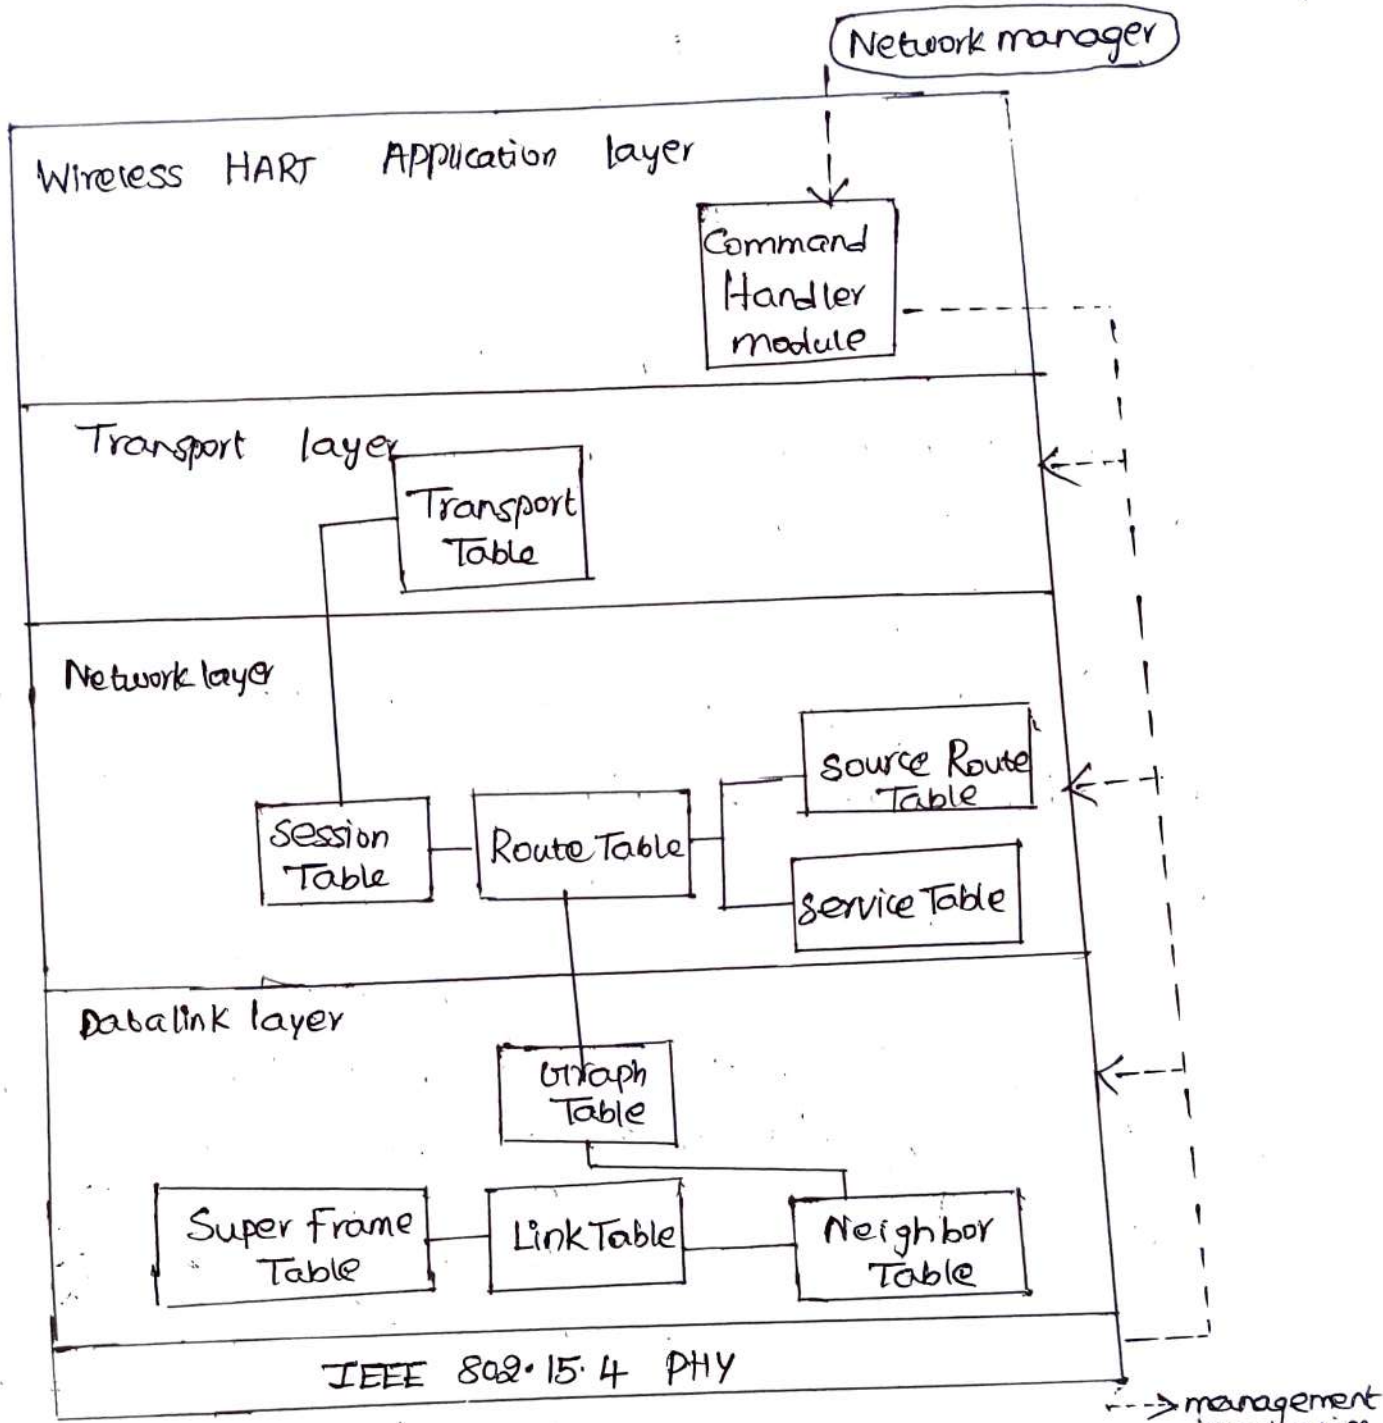 Network manager
Wireless HART Application layer
Command
Handler
module
Transport layer
Transport
Table
Network layer
Source Route
Table
Session
Table
Route Table
Service Table
Datalink layer
Graph
Table
Super Frame
Table
Link Table
Neighbor
Table
IEEE 802.15.4 PHY
management